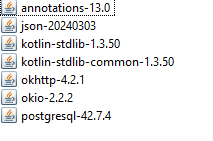 annotations-13.0
json-20240303
kotlin-stdlib-1.3.50
kotlin-stdlib-common-1.3.50
okhttp-4.2.1
okio-2.2.2
postgresql-42.7.4